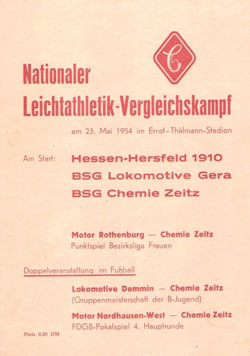 C
Nationaler
Leichtathletik-Vergleichskampf
am 23. Mai 1954 im Ernst-Thälmann-Stadion
Am Start: Hessen-Hersfeld 1910
BSG Lokomotive Gera
BSG Chemie Zeitz
Motor Rothenburg — Chemie Zeitz
Punktspiel Bezirksliga Frauen
Doppelveranstaltung im Fußball
Lokomotive Demmin — Chemie Zeitz
(Gruppenmeisterschaft der B-Jugend)
Motor Nordhausen-West — Chemie Zeitz
FDGB-Pokalspiel 4. Hauptrunde
Preis 0,20 DM